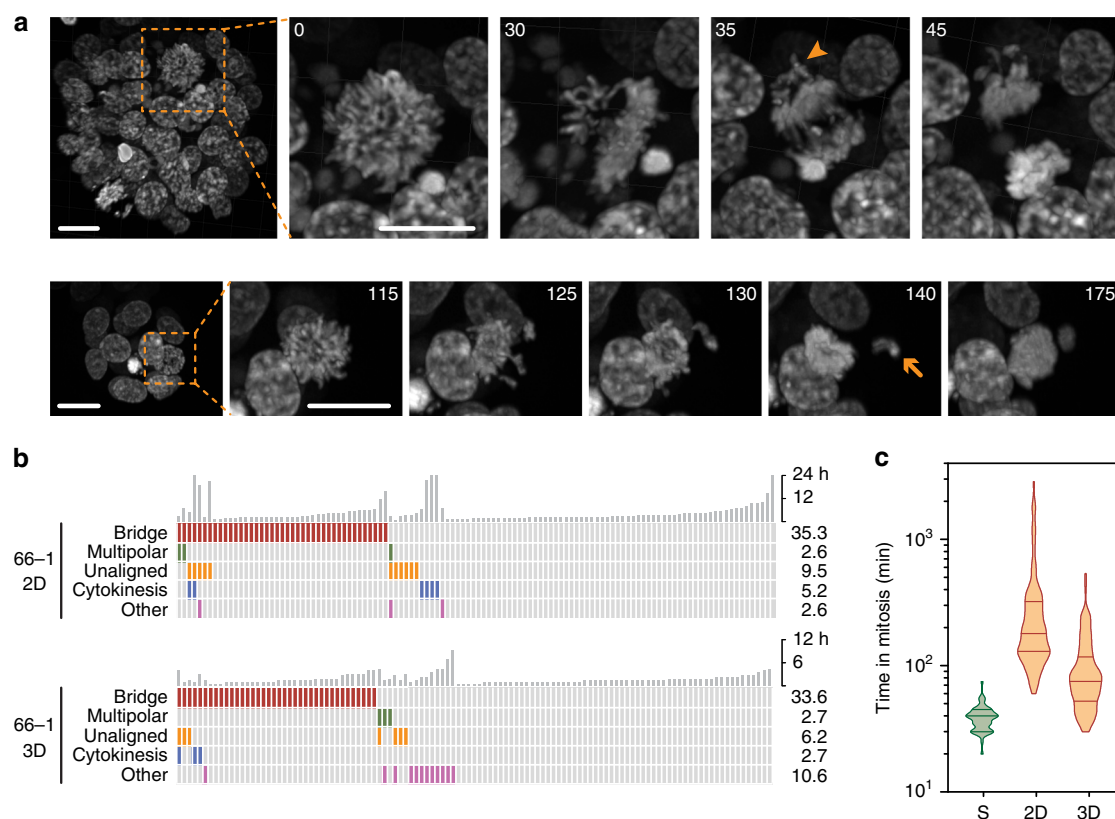 a
0
30
35
45
115
125
130
140
175
b
24 h
12
66–1
2D
Bridge 35.3
Multipolar 2.6
Unaligned 9.5
Cytokinesis 5.2
Other 2.6
12 h
6
66–1
3D
Bridge 33.6
Multipolar 2.7
Unaligned 6.2
Cytokinesis 2.7
Other 10.6
c
Time in mitosis (min)
10³
10²
10¹
S 2D 3D